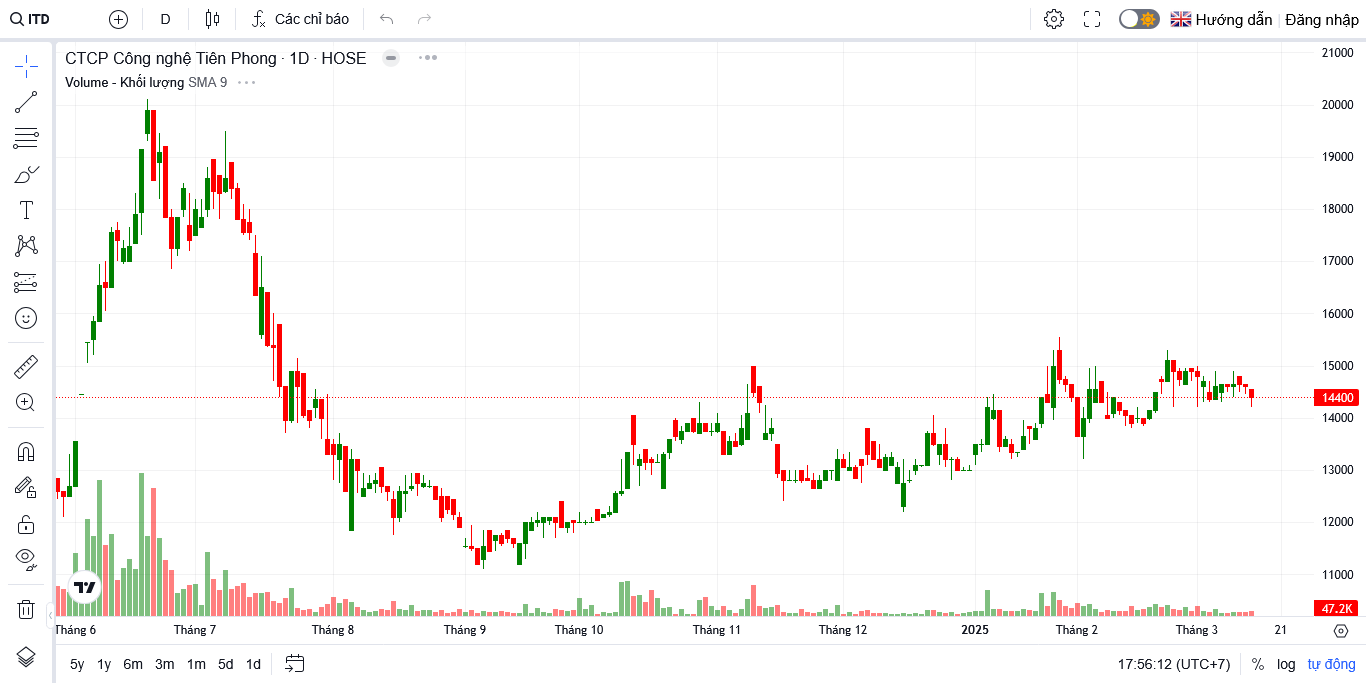 ITD D Các chỉ báo Hướng dẫn Đăng nhập
CTCP Công nghệ Tiên Phong · 1D · HOSE
Volume - Khối lượng SMA 9
21000
20000
19000
18000
17000
16000
15000
14400
14000
13000
12000
11000
47.2K
Tháng 6 Tháng 7 Tháng 8 Tháng 9 Tháng 10 Tháng 11 Tháng 12 2025 Tháng 2 Tháng 3 21
5y 1y 6m 3m 1m 5d 1d 17:56:12 (UTC+7) % log tự động